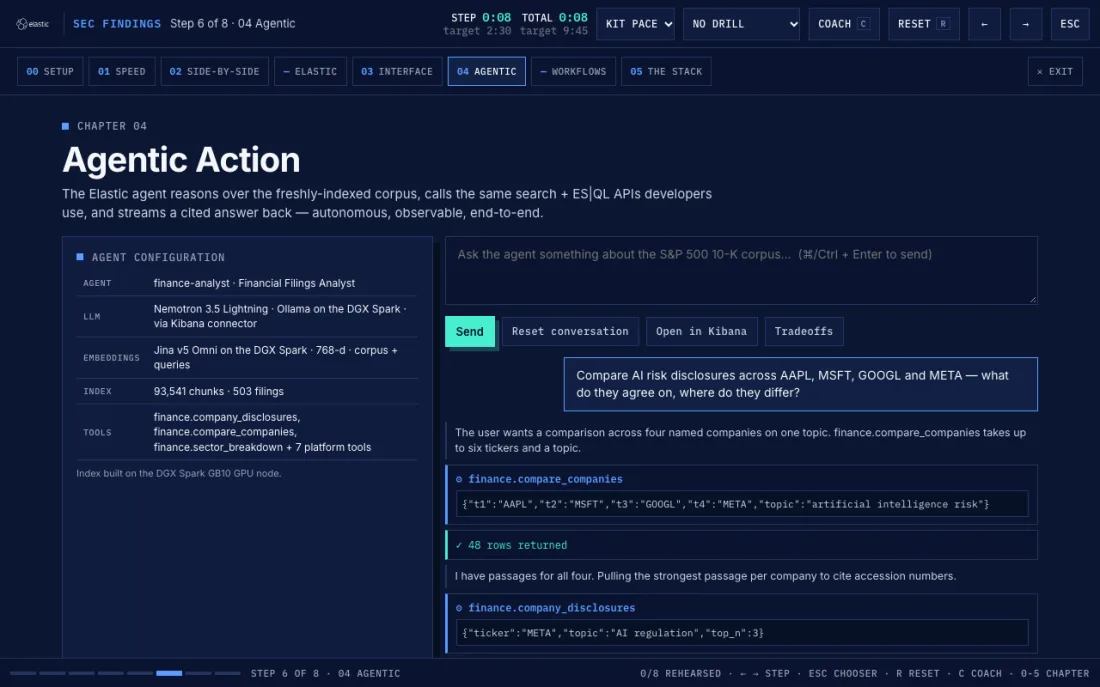 elastic
SEC FINDINGS Step 6 of 8 · 04 Agentic
STEP 0:08 TOTAL 0:08
target 2:30 target 9:45
KIT PACE
NO DRILL
COACH C
RESET R
←
→
ESC
00 SETUP
01 SPEED
02 SIDE-BY-SIDE
— ELASTIC
03 INTERFACE
04 AGENTIC
— WORKFLOWS
05 THE STACK
× EXIT
CHAPTER 04
Agentic Action
The Elastic agent reasons over the freshly-indexed corpus, calls the same search + ES|QL APIs developers
use, and streams a cited answer back — autonomous, observable, end-to-end.
AGENT CONFIGURATION
AGENT finance-analyst · Financial Filings Analyst
LLM Nemotron 3.5 Lightning · Ollama on the DGX Spark ·
via Kibana connector
EMBEDDINGS Jina v5 Omni on the DGX Spark · 768-d · corpus +
queries
INDEX 93,541 chunks · 503 filings
TOOLS finance.company_disclosures,
finance.compare_companies,
finance.sector_breakdown + 7 platform tools
Index built on the DGX Spark GB10 GPU node.
Ask the agent something about the S&P 500 10-K corpus... (⌘/Ctrl + Enter to send)
Send
Reset conversation
Open in Kibana
Tradeoffs
Compare AI risk disclosures across AAPL, MSFT, GOOGL and META — what
do they agree on, where do they differ?
The user wants a comparison across four named companies on one topic. finance.compare_companies takes up
to six tickers and a topic.
⚙ finance.compare_companies
{"t1":"AAPL","t2":"MSFT","t3":"GOOGL","t4":"META","topic":"artificial intelligence risk"}
✓ 48 rows returned
I have passages for all four. Pulling the strongest passage per company to cite accession numbers.
⚙ finance.company_disclosures
{"ticker":"META","topic":"AI regulation","top_n":3}
STEP 6 OF 8 · 04 AGENTIC
0/8 REHEARSED · ← → STEP · ESC CHOOSER · R RESET · C COACH · 0-5 CHAPTER